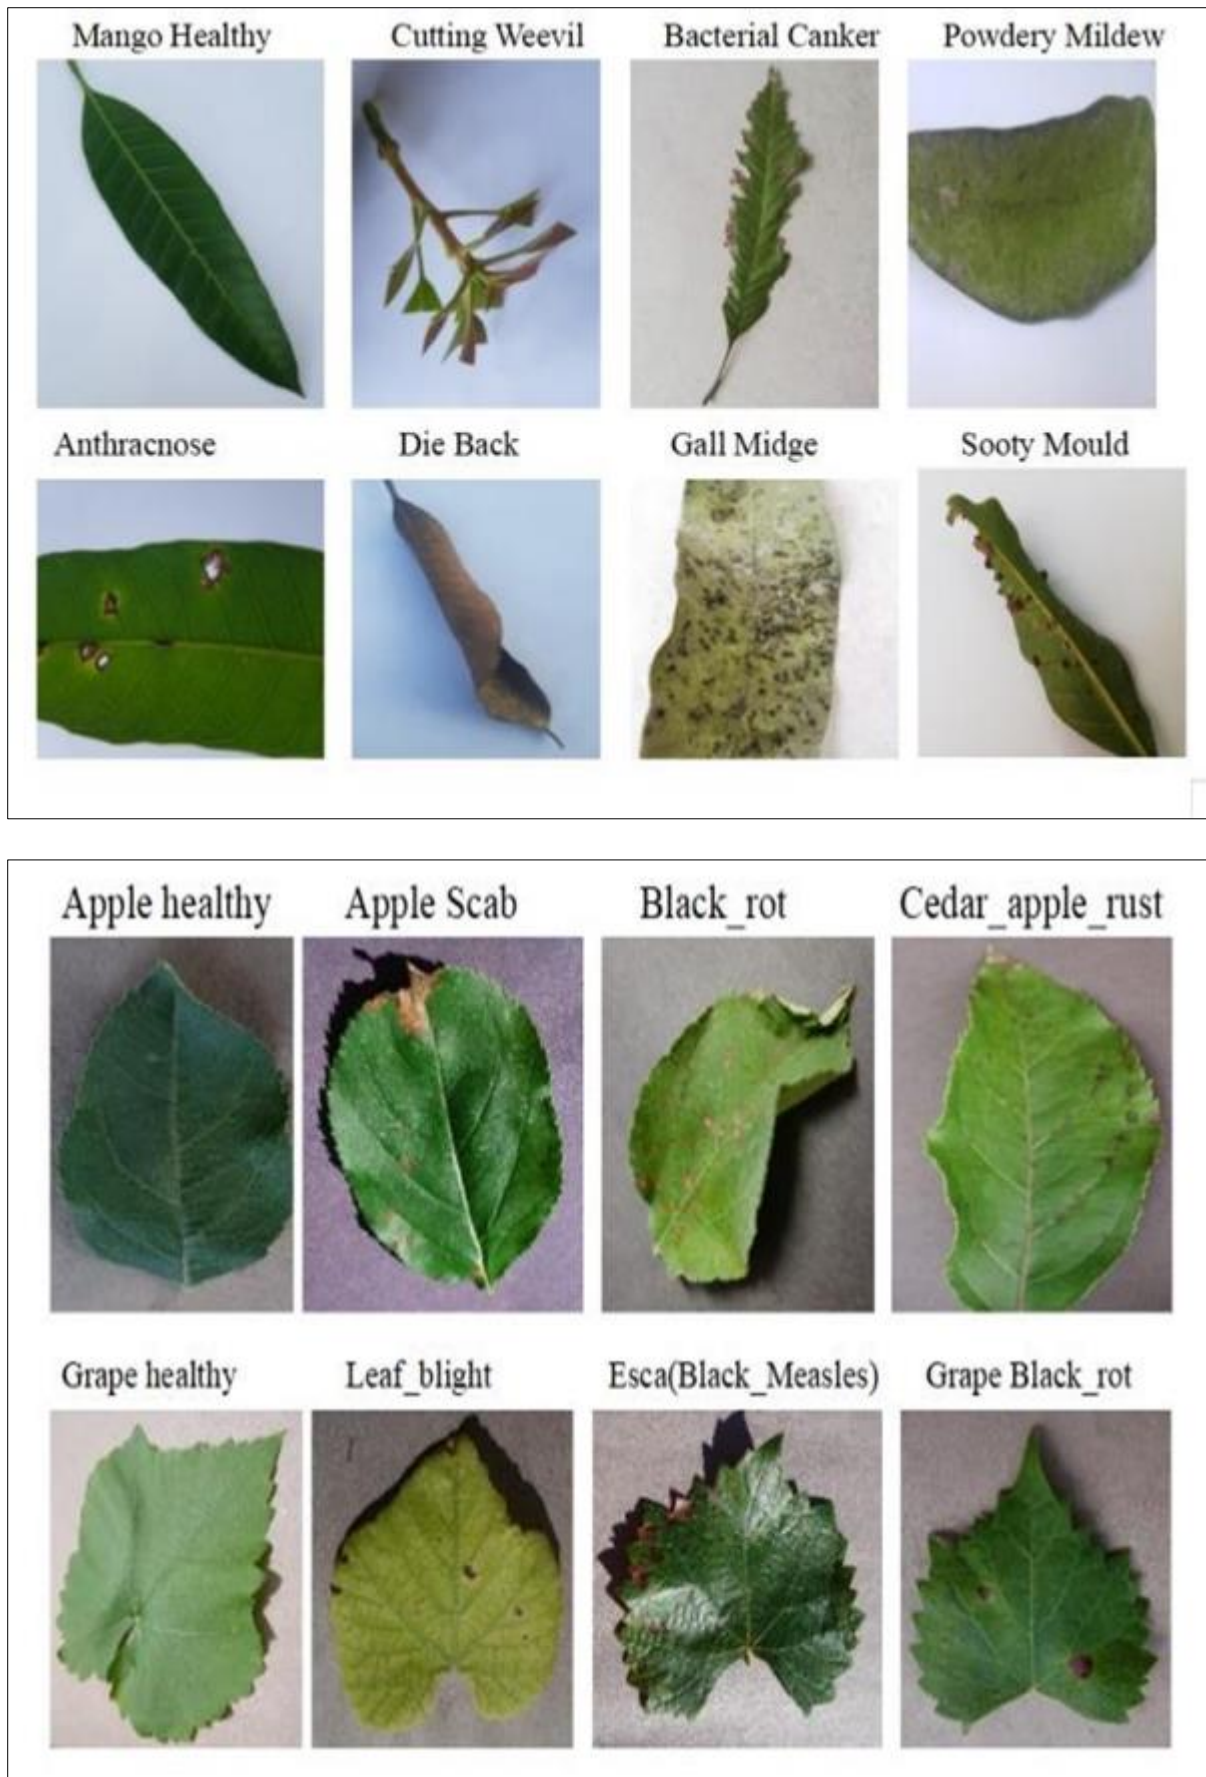 Mango Healthy Cutting Weevil Bacterial Canker Powdery Mildew
Anthracnose Die Back Gall Midge Sooty Mould
Apple healthy Apple Scab Black_rot Cedar_apple_rust
Grape healthy Leaf_blight Esca(Black_Measles) Grape Black_rot